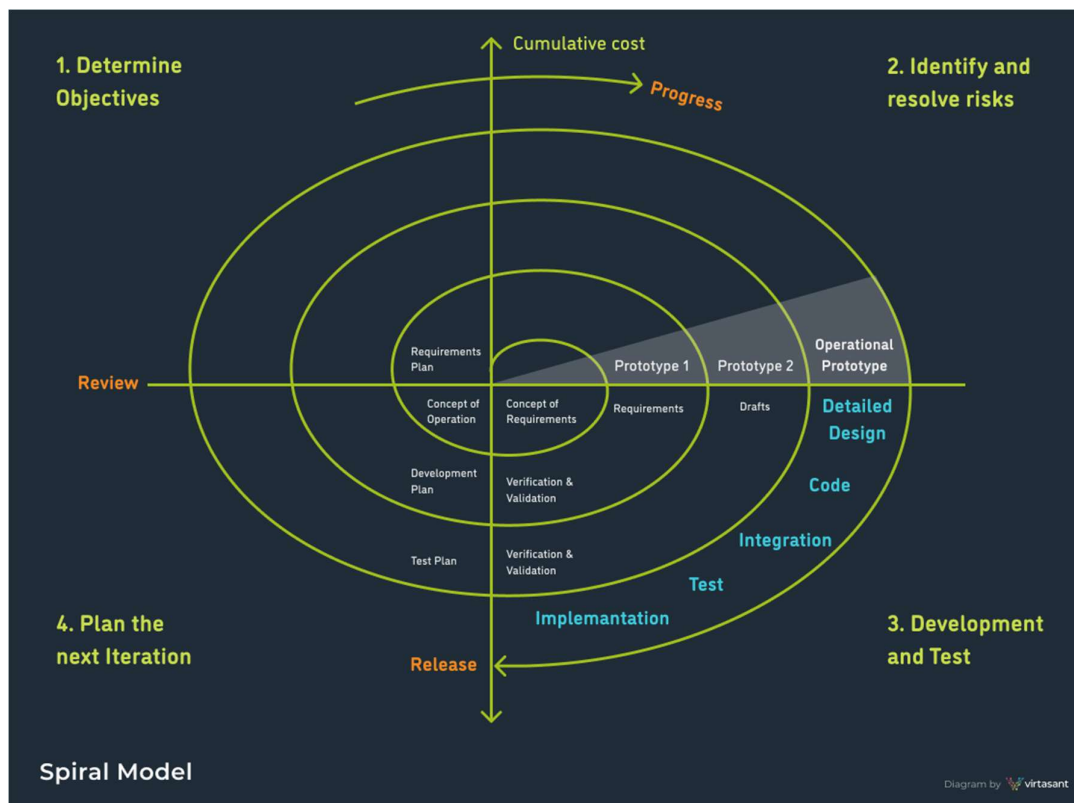 Cumulative cost
1. Determine
Objectives
2. Identify and
resolve risks
Progress
Requirements
Plan
Prototype 1
Prototype 2
Operational
Prototype
Review
Concept of
Operation
Concept of
Requirements
Requirements
Drafts
Detailed
Design
Development
Plan
Verification &
Validation
Code
Integration
Test Plan
Verification &
Validation
Test
Implemantation
4. Plan the
next Iteration
Release
3. Development
and Test
Spiral Model
Diagram by virtasant